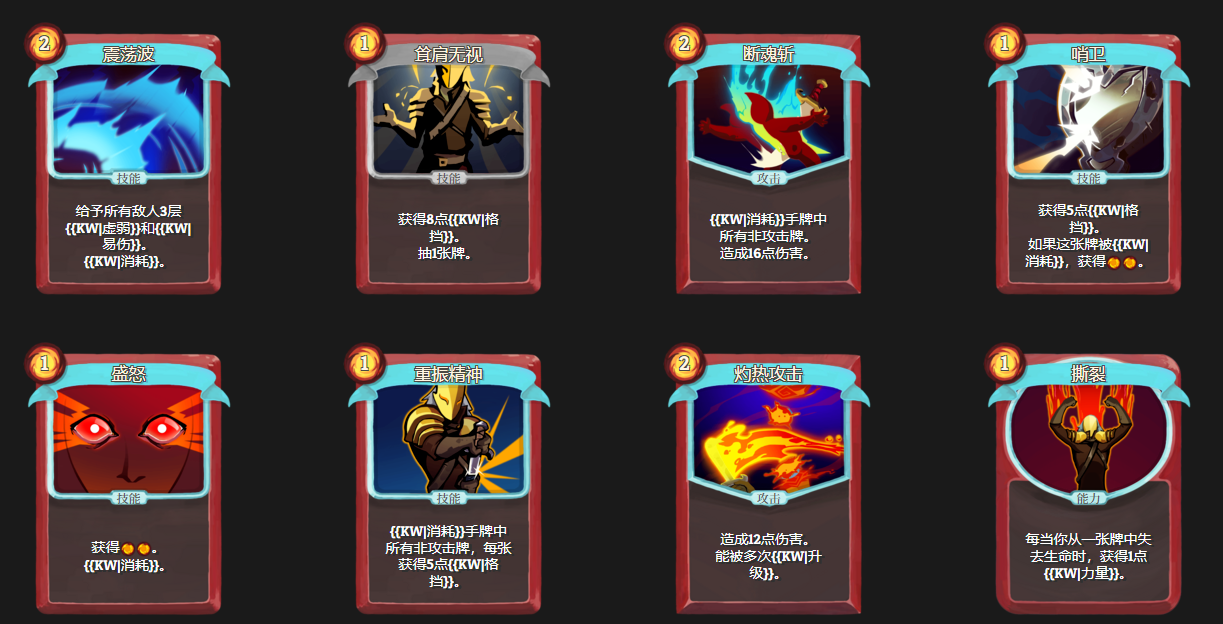 2
震荡波
技能
给予所有敌人3层
{{KW|虚弱}}和{{KW|
易伤}}。
{{KW|消耗}}。
1
耸肩无视
技能
获得8点{{KW|格
挡}}。
抽1张牌。
2
断魂斩
攻击
{{KW|消耗}}手牌中
所有非攻击牌。
造成16点伤害。
1
哨卫
技能
获得5点{{KW|格
挡}}。
如果这张牌被{{KW|
消耗}}，获得。
1
盛怒
技能
获得。
{{KW|消耗}}。
1
重振精神
技能
{{KW|消耗}}手牌中
所有非攻击牌，每张
获得5点{{KW|格
挡}}。
2
灼热攻击
攻击
造成12点伤害。
能被多次{{KW|升
级}}。
1
撕裂
能力
每当你从一张牌中失
去生命时，获得1点
{{KW|力量}}。